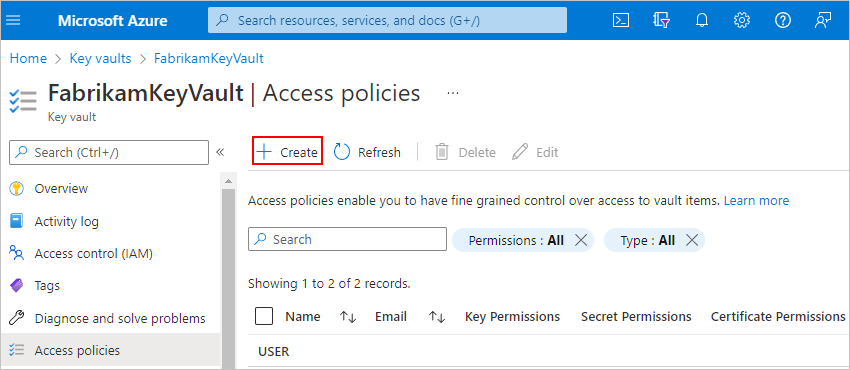 Microsoft Azure
Search resources, services, and docs (G+/)
Home > Key vaults > FabrikamKeyVault >
FabrikamKeyVault | Access policies ...
Key vault
Search (Ctrl+/) «
Overview
Activity log
Access control (IAM)
Tags
Diagnose and solve problems
Access policies
+ Create Refresh Delete Edit
Access policies enable you to have fine grained control over access to vault items. Learn more
Search Permissions : All Type : All
Showing 1 to 2 of 2 records.
Name Email Key Permissions Secret Permissions Certificate Permissions
USER